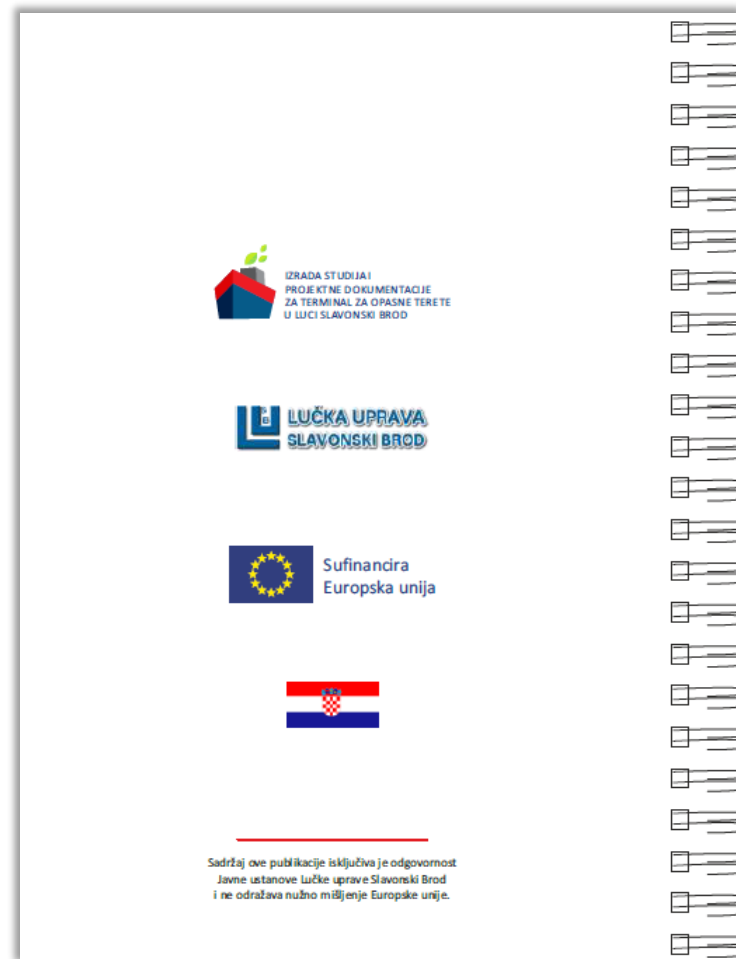 IZRADA STUDIJA I
PROJEKTNE DOKUMENTACIJE
ZA TERMINAL ZA OPASNE TERETE
U LUCI SLAVONSKI BROD
LUČKA UPRAVA
SLAVONSKI BROD
Sufinancira
Europska unija
Sadržaj ove publikacije isključiva je odgovornost
Javne ustanove Lučke uprave Slavonski Brod
i ne odražava nužno mišljenje Europske unije.